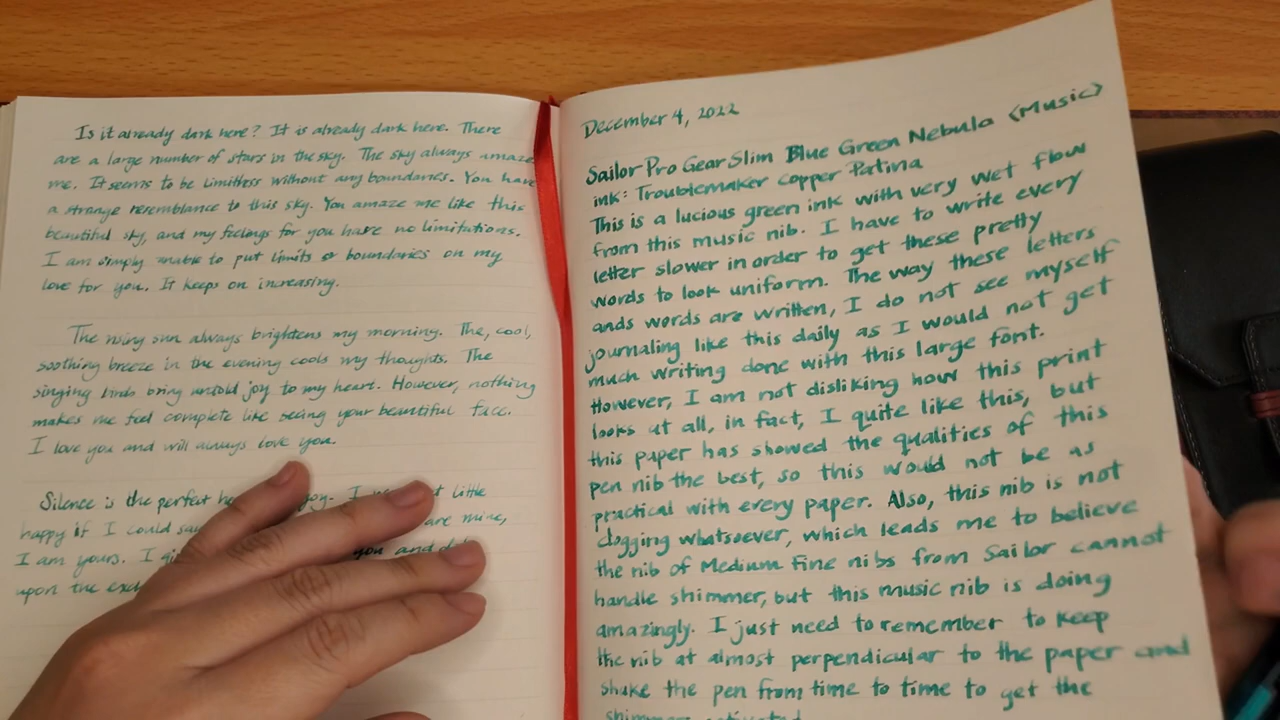 Is it already dark here? It is already dark here. There
are a large number of stars in the sky. The sky always amaze
me. It seems to be limitless without any boundaries. You have
a strange resemblance to this sky. You amaze me like this
beautiful sky, and my feelings for you have no limitations.
I am simply unable to put limits or boundaries on my
love for you. It keeps on increasing.
The rising sun always brightens my morning. The, cool,
soothing breeze in the evening cools my thoughts. The
singing birds bring untold joy to my heart. However, nothing
makes me feel complete like seeing your beautiful face.
I love you and will always love you.
Silence is the perfect joy. I little
happy if I could say are mine,
I am yours. I you and
upon the
December 4, 2022
Sailor Pro Gear Slim Blue Green Nebula (Music)
ink: Troublemaker Copper Patina
This is a lucious green ink with very wet flow
from this music nib. I have to write every
letter slower in order to get these pretty
words to look uniform. The way these letters
ands words are written, I do not see myself
journaling like this daily as I would not get
much writing done with this large font.
However, I am not disliking how this print
looks at all, in fact, I quite like this, but
this paper has showed the qualities of this
pen nib the best, so this would not be as
practical with every paper. Also, this nib is not
clogging whatsoever, which leads me to believe
the nib of Medium Fine nibs from Sailor cannot
handle shimmer, but this music nib is doing
amazingly. I just need to remember to keep
the nib at almost perpendicular to the paper and
shake the pen from time to time to get the